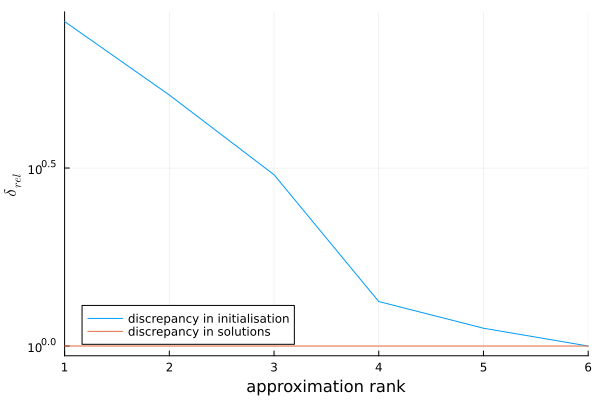 δ_rel
10^0.5
10^0.0
discrepancy in initialisation
discrepancy in solutions
1 2 3 4 5 6
approximation rank